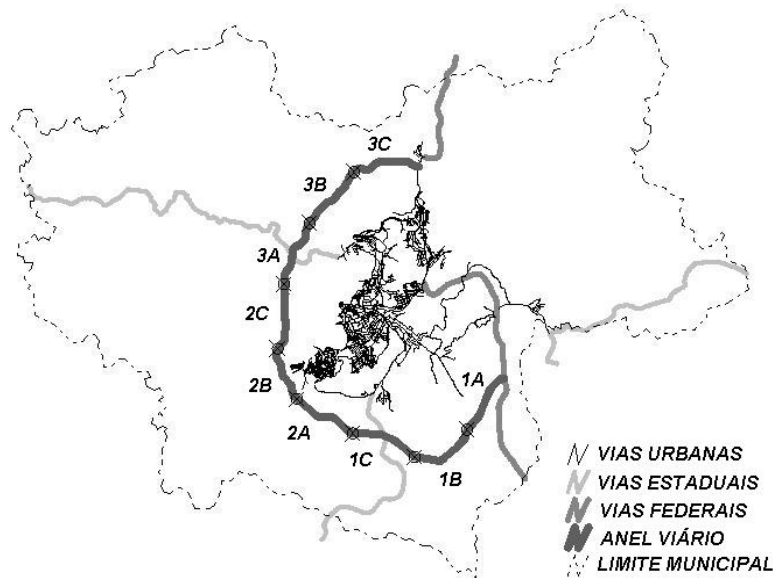 3C
3B
3A
2C
2B
2A
1C
1B
1A
VIAS URBANAS
VIAS ESTADUAIS
VIAS FEDERAIS
ANEL VIÁRIO
LIMITE MUNICIPAL